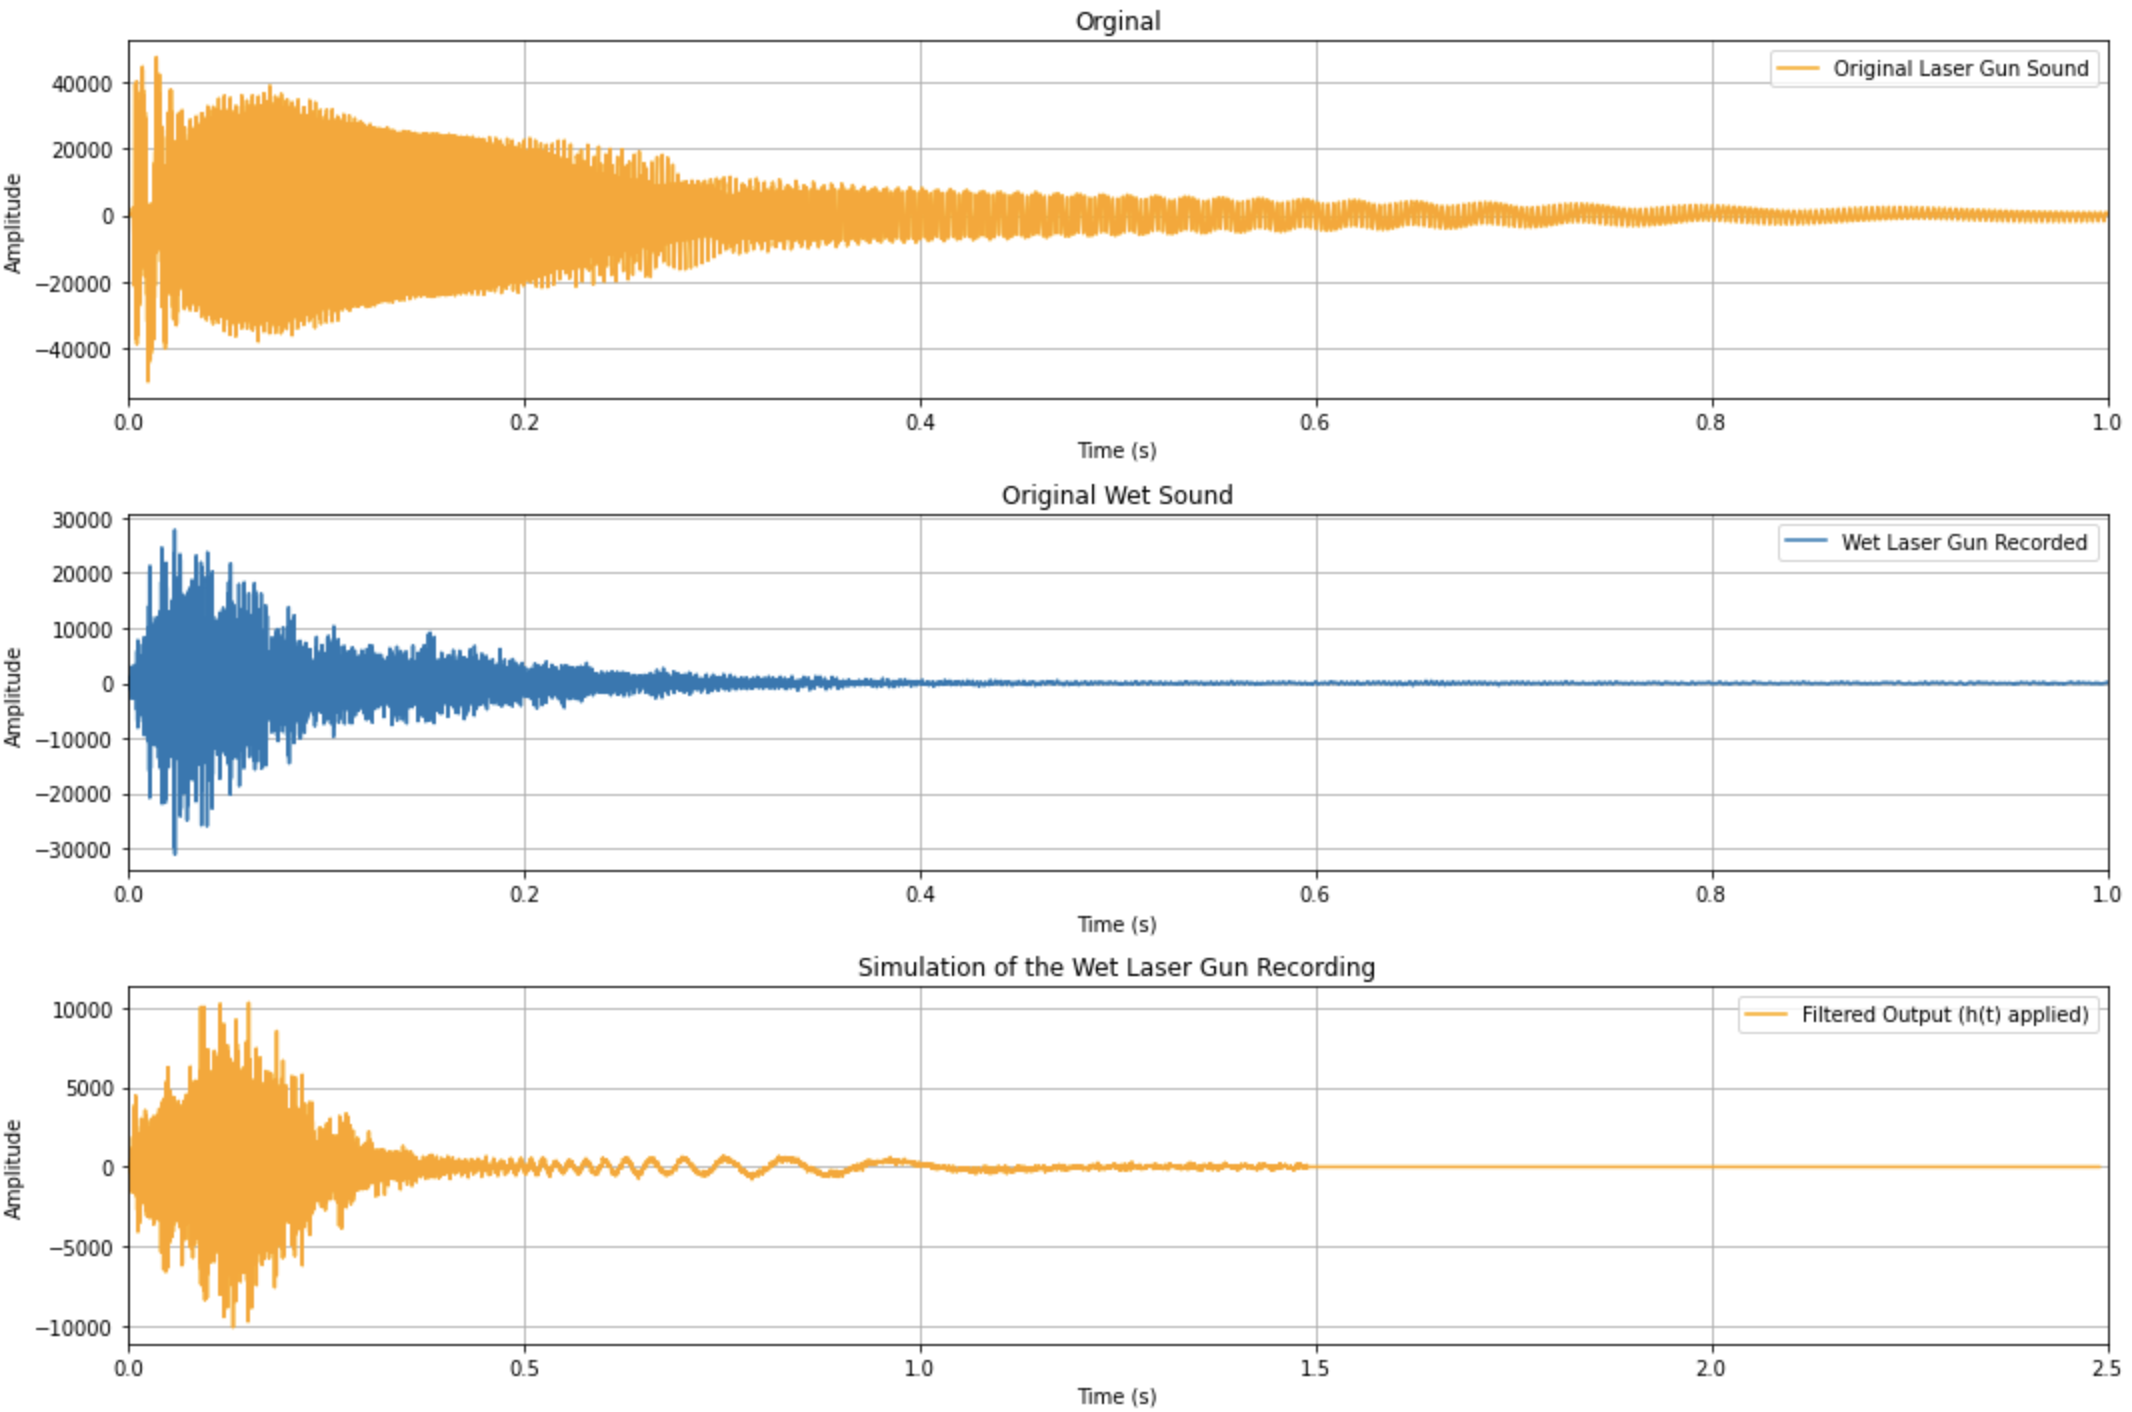 Orginal
Original Laser Gun Sound
40000
20000
0
−20000
−40000
Amplitude
0.0 0.2 0.4 0.6 0.8 1.0
Time (s)
Original Wet Sound
Wet Laser Gun Recorded
30000
20000
10000
0
−10000
−20000
−30000
Amplitude
0.0 0.2 0.4 0.6 0.8 1.0
Time (s)
Simulation of the Wet Laser Gun Recording
Filtered Output (h(t) applied)
10000
5000
0
−5000
−10000
Amplitude
0.0 0.5 1.0 1.5 2.0 2.5
Time (s)